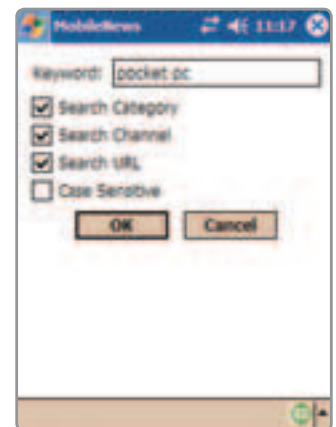 MobileNews 11:17
Keyword: pocket pc
Search Category
Search Channel
Search URL
Case Sensitive
OK Cancel